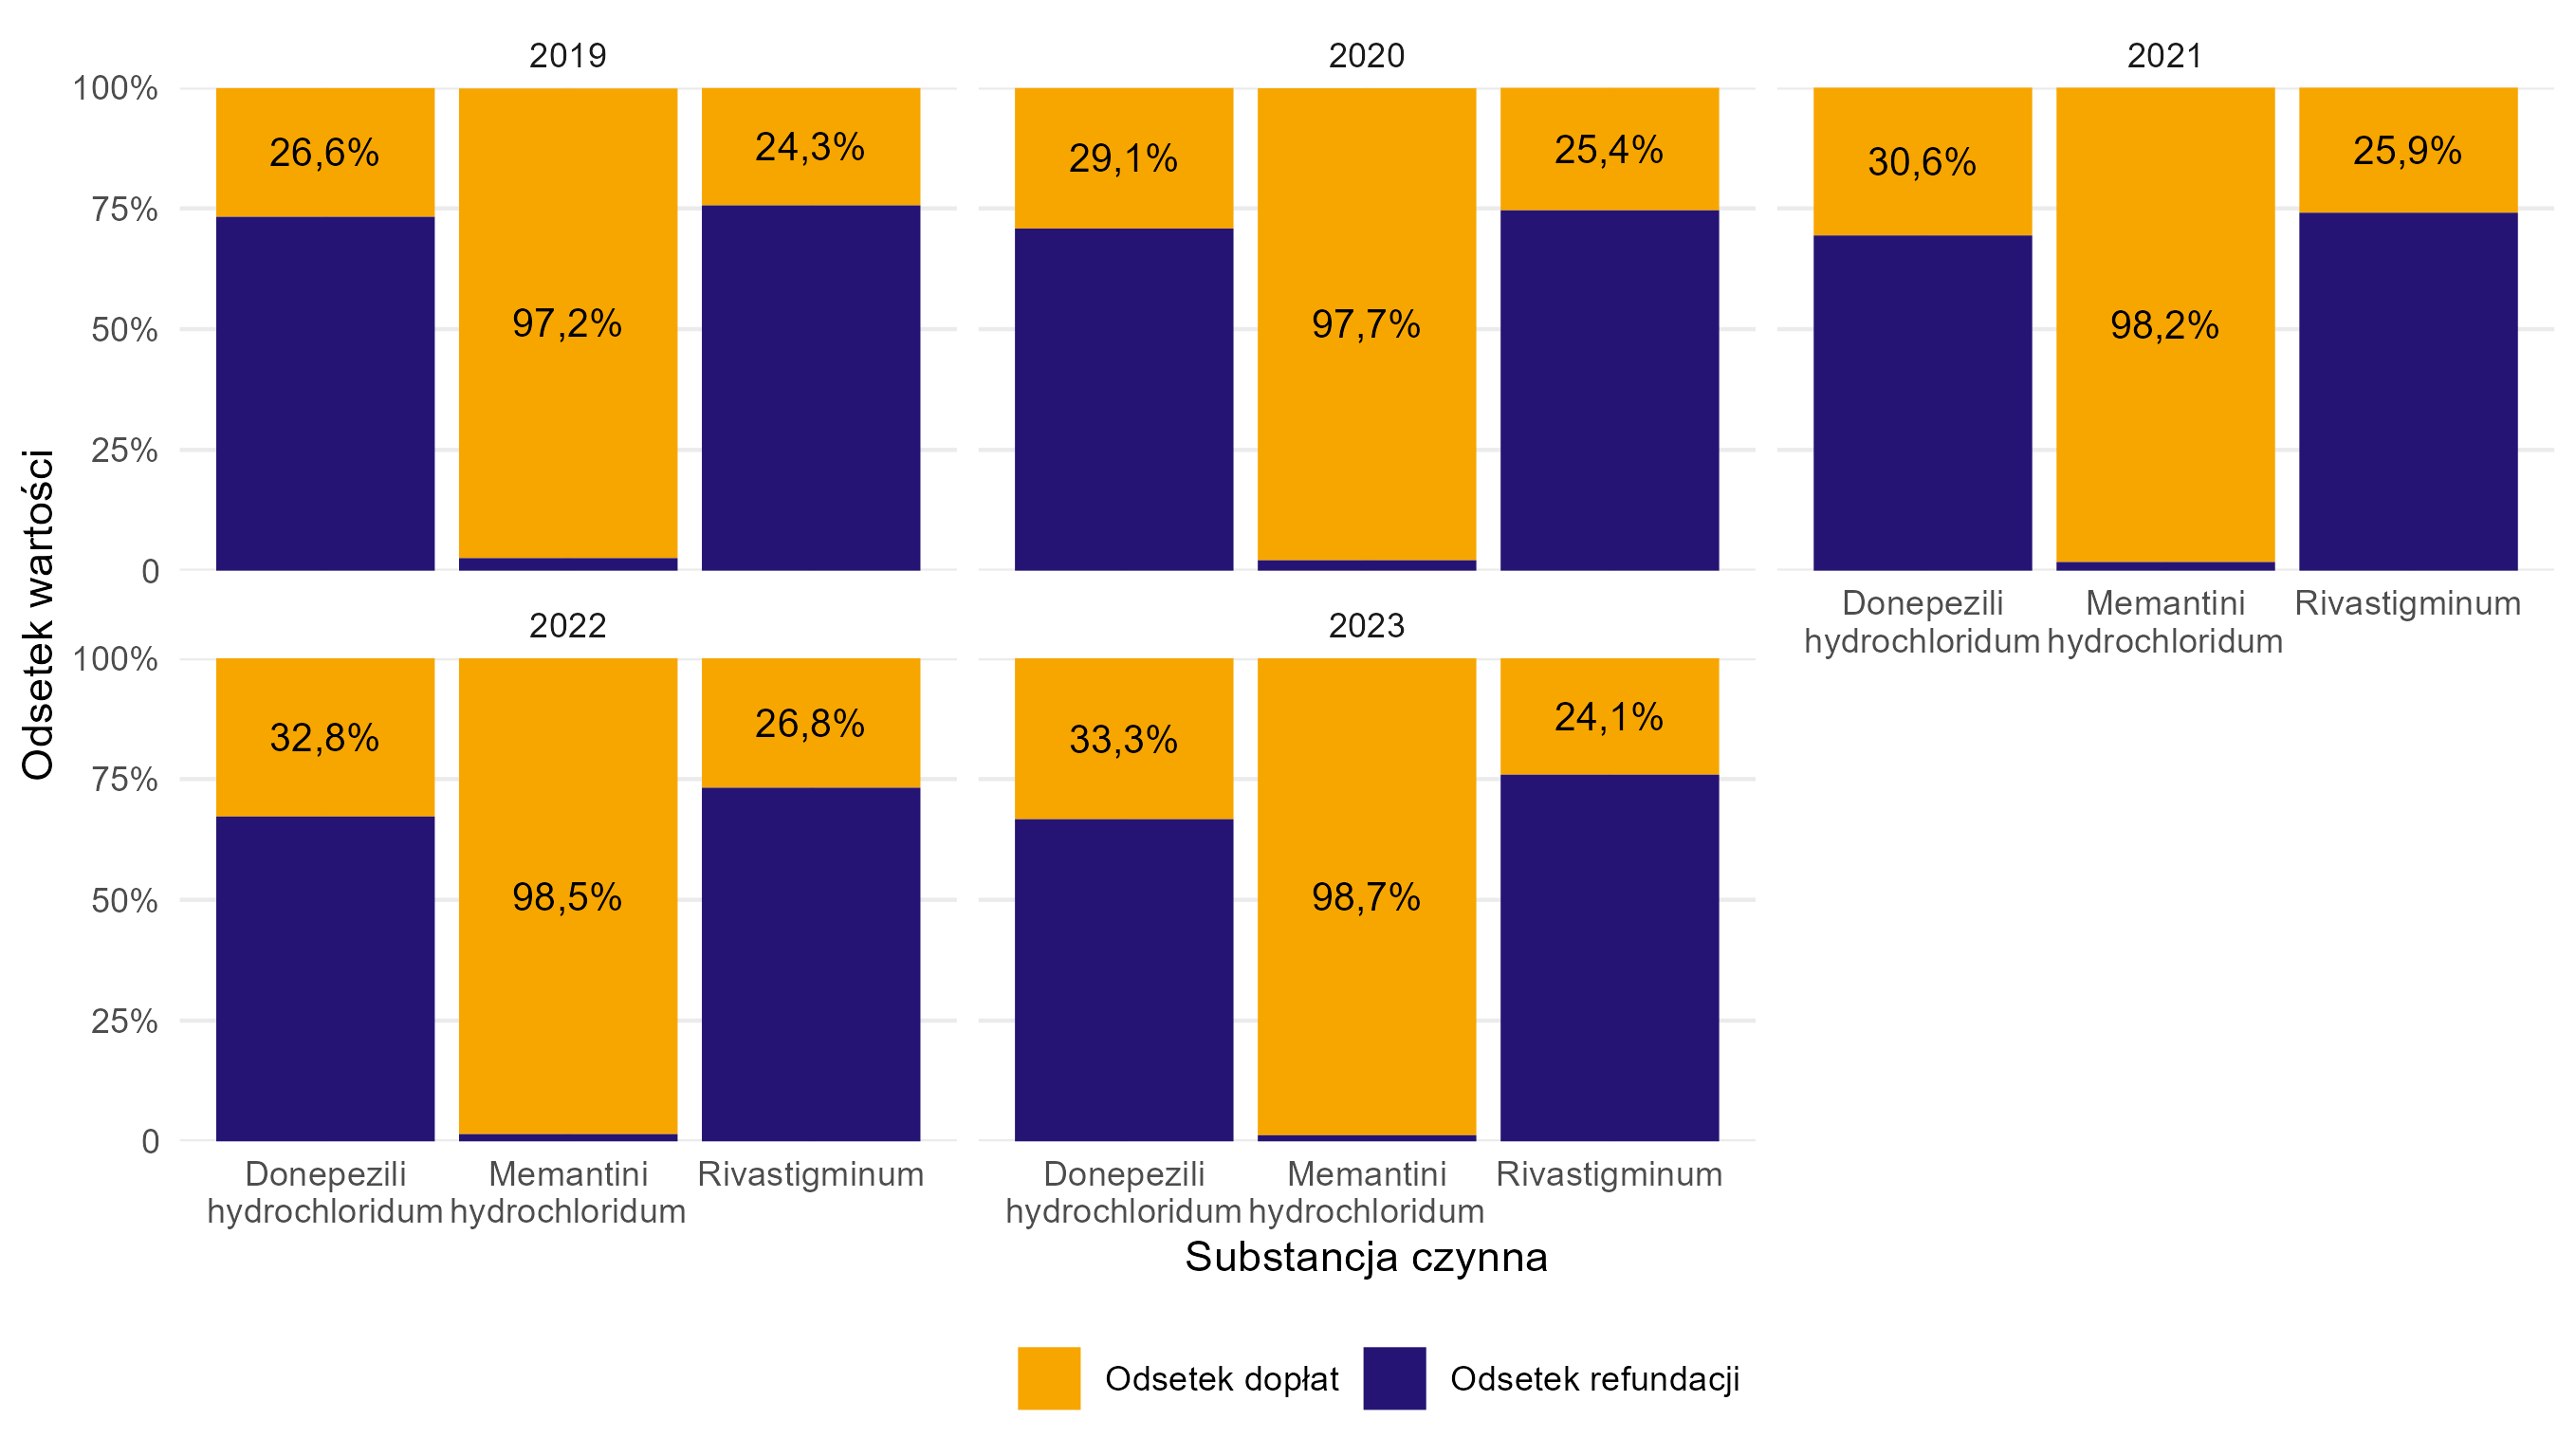 2019
2020
2021
100%
75%
50%
25%
0
26,6%
97,2%
24,3%
29,1%
97,7%
25,4%
30,6%
98,2%
25,9%
Donepezili
hydrochloridum
Memantini
hydrochloridum
Rivastigminum
Odsetek wartości
2022
2023
100%
75%
50%
25%
0
32,8%
98,5%
26,8%
33,3%
98,7%
24,1%
Donepezili
hydrochloridum
Memantini
hydrochloridum
Rivastigminum
Donepezili
hydrochloridum
Memantini
hydrochloridum
Rivastigminum
Substancja czynna
Odsetek dopłat
Odsetek refundacji